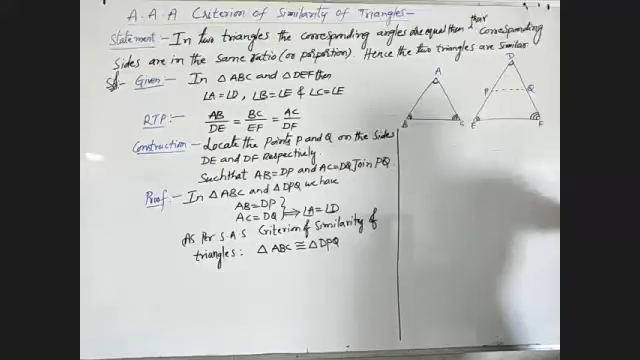 A.A.A Criterion of Similarity of Triangles-
Statement - In two triangles the corresponding angles are equal then their corresponding
sides are in the same ratio (or proportion). Hence the two triangles are similar.
Sol- Given - In △ABC and △DEF then
∠A=∠D, ∠B=∠E & ∠C=∠E
RTP:- AB/DE = BC/EF = AC/DF
Construction - Locate the Points P and Q on the Sides
DE and DF Respectively
Such that AB=DP and AC=DQ Join PQ.
Proof - In △ABC and △DPQ we have
AB=DP
AC=DQ } ⟹ ∠A=∠D
As Per S.A.S Criterion of Similarity of
triangles: △ABC ≅ △DPQ
A
B
C
D
P
Q
E
F